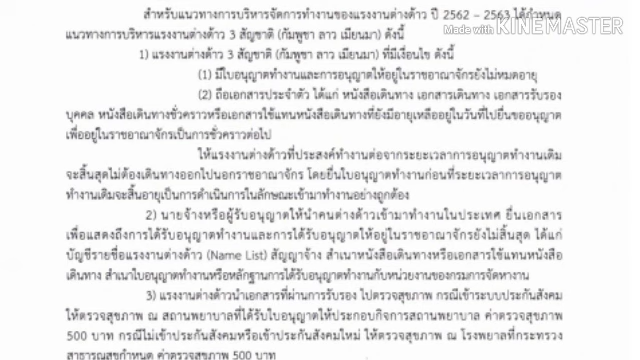 สำหรับแนวทางการบริหารจัดการทำงานของแรงงานต่างด้าว ปี 2562 – 2563 ได้กำหนด
Made with KINEMASTER
แนวทางการบริหารแรงงานต่างด้าว 3 สัญชาติ (กัมพูชา ลาว เมียนมา) ดังนี้
1) แรงงานต่างด้าว 3 สัญชาติ (กัมพูชา ลาว เมียนมา) ที่มีเงื่อนไข ดังนี้
(1) มีใบอนุญาตทำงานและการอนุญาตให้อยู่ในราชอาณาจักรยังไม่หมดอายุ
(2) ถือเอกสารประจำตัว ได้แก่ หนังสือเดินทาง เอกสารเดินทาง เอกสารรับรอง
บุคคล หนังสือเดินทางชั่วคราวหรือเอกสารใช้แทนหนังสือเดินทางที่ยังมีอายุเหลืออยู่ในวันที่ไปยื่นขออนุญาต
เพื่ออยู่ในราชอาณาจักรเป็นการชั่วคราวต่อไป
ให้แรงงานต่างด้าวที่ประสงค์ทำงานต่อจากระยะเวลาการอนุญาตทำงานเดิม
จะสิ้นสุดไม่ต้องเดินทางออกไปนอกราชอาณาจักร โดยยื่นใบอนุญาตทำงานก่อนที่ระยะเวลาการอนุญาต
ทำงานเดิมจะสิ้นอายุเป็นการดำเนินการในลักษณะเข้ามาทำงานอย่างถูกต้อง
2) นายจ้างหรือผู้รับอนุญาตให้นำคนต่างด้าวเข้ามาทำงานในประเทศ ยื่นเอกสาร
เพื่อแสดงถึงการได้รับอนุญาตทำงานและการได้รับอนุญาตให้อยู่ในราชอาณาจักรยังไม่สิ้นสุด ได้แก่
บัญชีรายชื่อแรงงานต่างด้าว (Name List) สัญญาจ้าง สำเนาหนังสือเดินทางหรือเอกสารใช้แทนหนังสือ
เดินทาง สำเนาใบอนุญาตทำงานหรือหลักฐานการได้รับอนุญาตทำงานกับหน่วยงานของกรมการจัดหางาน
3) แรงงานต่างด้าวนำเอกสารที่ผ่านการรับรอง ไปตรวจสุขภาพ กรณีเข้าระบบประกันสังคม
ให้ตรวจสุขภาพ ณ สถานพยาบาลที่ได้รับใบอนุญาตให้ประกอบกิจการสถานพยาบาล ค่าตรวจสุขภาพ
500 บาท กรณีไม่เข้าประกันสังคมหรือเข้าประกันสังคมใหม่ ให้ตรวจสุขภาพ ณ โรงพยาลที่กระทรวง
สาธารณสุขกำหนด ค่าตรวจสุขภาพ 500 บาท